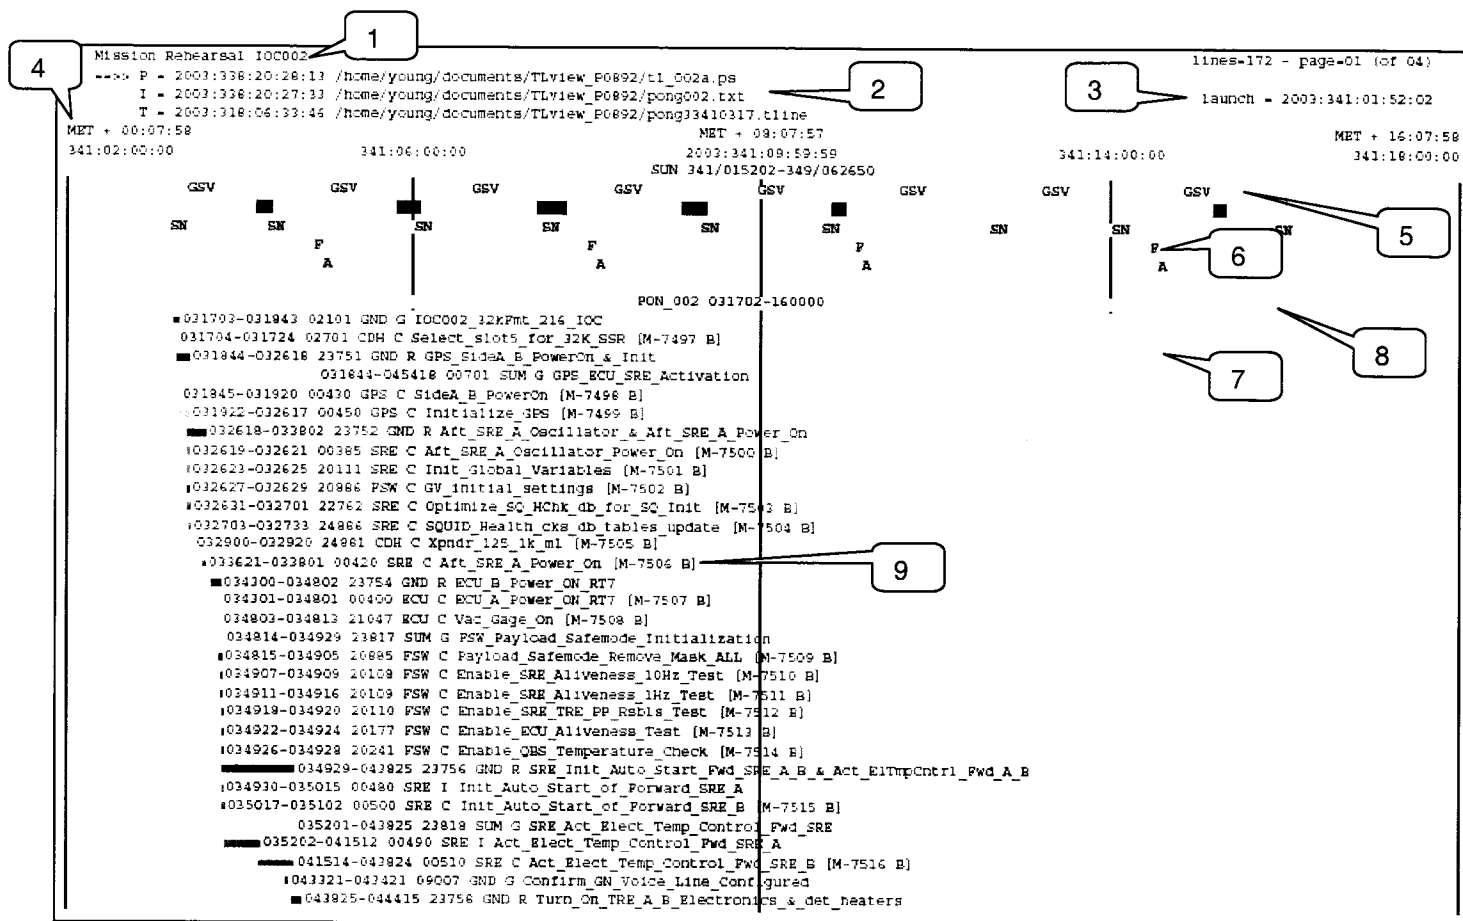 1
Mission Rehearsal IOC002
lines-172 - page-01 (of 04)
4
-->> P - 2003:338:20:28:13 /home/young/documents/TLview_P0892/tl_002a.ps
I - 2003:338:20:27:33 /home/young/documents/TLview_P0892/pong002.txt
2
3
launch - 2003:341:01:52:02
T - 2003:318:06:33:46 /home/young/documents/TLview_P0892/pong33410317.tline
MET + 00:07:58
MET + 08:07:57
MET + 16:07:58
341:02:00:00
341:06:00:00
2003:341:09:59:59
341:14:00:00
341:18:00:00
SUN 341/015202-349/062650
GSV GSV GSV GSV GSV GSV GSV GSV
5
SN SN SN SN SN SN SN SN SN
F F F F
6
A A A A
PON_002 031702-160000
031703-031843 02101 GND G IOC002_32kFmt_216_IOC
031704-031724 02701 CDH C Select_slot5_for_32K_SSR [M-7497 B]
8
031844-032618 23751 GND R GPS_SideA_B_PowerOn_&_Init
7
031844-045418 00701 SUM G GPS_ECU_SRE_Activation
031845-031920 00430 GPS C SideA_B_PowerOn [M-7498 B]
031922-032617 00450 GPS C Initialize_GPS [M-7499 B]
032618-033802 23752 GND R Aft_SRE_A_Oscillator_&_Aft_SRE_A_Power_On
032619-032621 00385 SRE C Aft_SRE_A_Oscillator_Power_On [M-7500 B]
032623-032625 20111 SRE C Init_Global_Variables [M-7501 B]
032627-032629 20886 FSW C GV_initial_settings [M-7502 B]
032631-032701 22762 SRE C Optimize_SQ_HChk_db_for_SQ_Init [M-7503 B]
032703-032733 24866 SRE C SQUID_Health_cks_db_tables_update [M-7504 B]
032900-032920 24881 CDH C Xpndr_125_1k_ml [M-7505 B]
033621-033801 00420 SRE C Aft_SRE_A_Power_On [M-7506 B]
9
034300-034802 23754 GND R ECU_B_Power_ON_RT7
034301-034801 00400 ECU C ECU_A_Power_ON_RT7 [M-7507 B]
034803-034813 21047 ECU C Vac_Gage_On [M-7508 B]
034814-034929 23817 SUM G FSW_Payload_Safemode_Initialization
034815-034905 20885 FSW C Payload_Safemode_Remove_Mask_ALL [M-7509 B]
034907-034909 20108 FSW C Enable_SRE_Aliveness_10Hz_Test [M-7510 B]
034911-034916 20109 FSW C Enable_SRE_Aliveness_1Hz_Test [M-7511 B]
034918-034920 20110 FSW C Enable_SRE_TRE_PP_Rsbls_Test [M-7512 B]
034922-034924 20177 FSW C Enable_ECU_Aliveness_Test [M-7513 B]
034926-034928 20241 FSW C Enable_QBS_Temperature_Check [M-7514 B]
034929-043825 23756 GND R SRE_Init_Auto_Start_Fwd_SRE_A_B_&_Act_ElTmpCntrl_Fwd_A_B
034930-035015 00480 SRE I Init_Auto_Start_of_Forward_SRE_A
035017-035102 00500 SRE C Init_Auto_Start_of_Forward_SRE_B [M-7515 B]
035201-043825 23818 SUM G SRE_Act_Elect_Temp_Control_Fwd_SRE
035202-041512 00490 SRE I Act_Elect_Temp_Control_Fwd_SRE_A
041514-043824 00510 SRE C Act_Elect_Temp_Control_Fwd_SRE_B [M-7516 B]
043321-043421 09007 GND G Confirm_GN_Voice_Line_Configured
043825-044415 23756 GND R Turn_On_TRE_A_B_Electronics_&_det_heaters